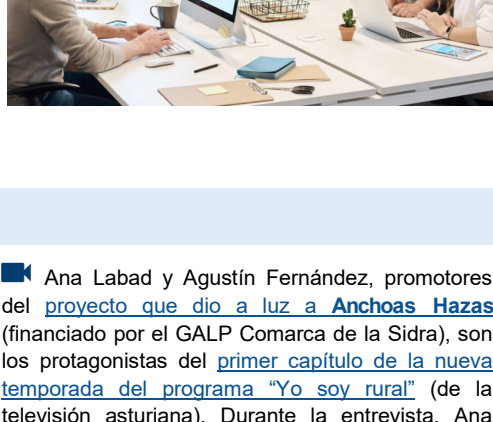 Ana Labad y Agustín Fernández, promotores
del proyecto que dio a luz a Anchoas Hazas
(financiado por el GALP Comarca de la Sidra), son
los protagonistas del primer capítulo de la nueva
temporada del programa “Yo soy rural” (de la
televisión asturiana). Durante la entrevista, Ana